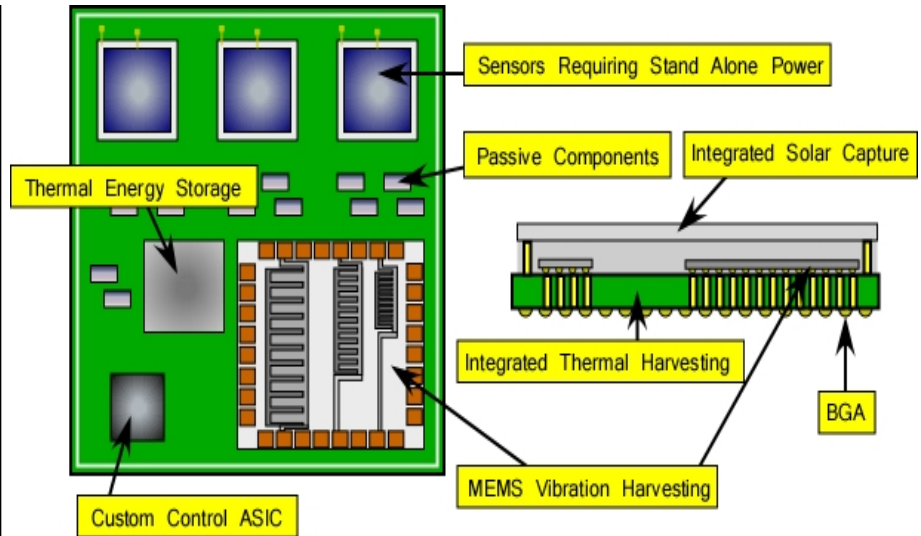 Sensors Requiring Stand Alone Power
Passive Components
Integrated Solar Capture
Thermal Energy Storage
Integrated Thermal Harvesting
BGA
MEMS Vibration Harvesting
Custom Control ASIC